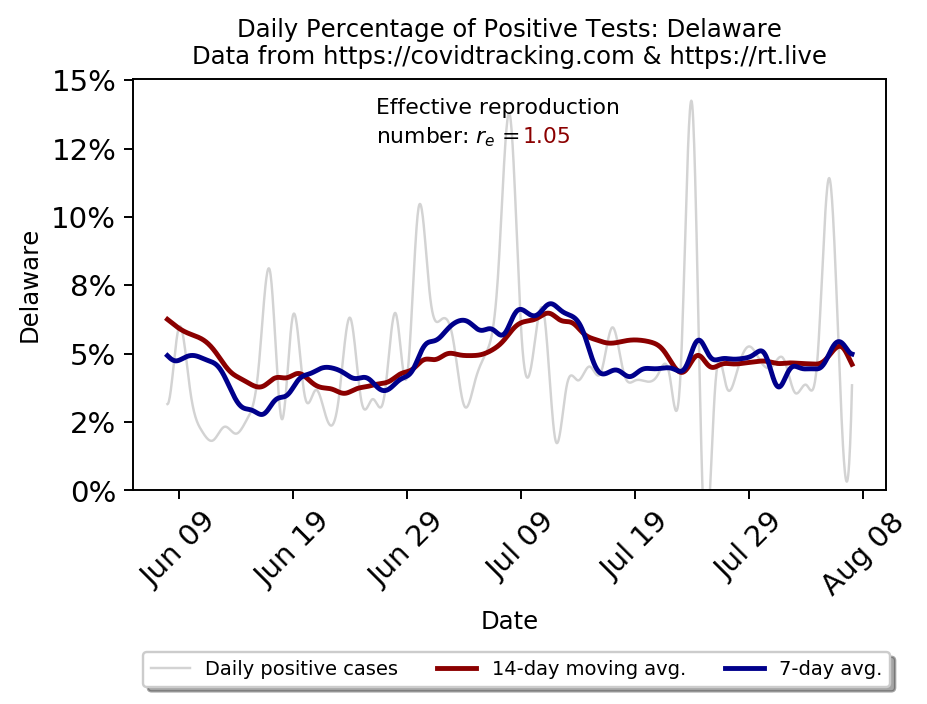 Daily Percentage of Positive Tests: Delaware
Data from https://covidtracking.com & https://rt.live
Effective reproduction
number: rₑ = 1.05
15%
12%
10%
8%
5%
2%
0%
Delaware
Jun 09
Jun 19
Jun 29
Jul 09
Jul 19
Jul 29
Aug 08
Date
Daily positive cases
14-day moving avg.
7-day avg.